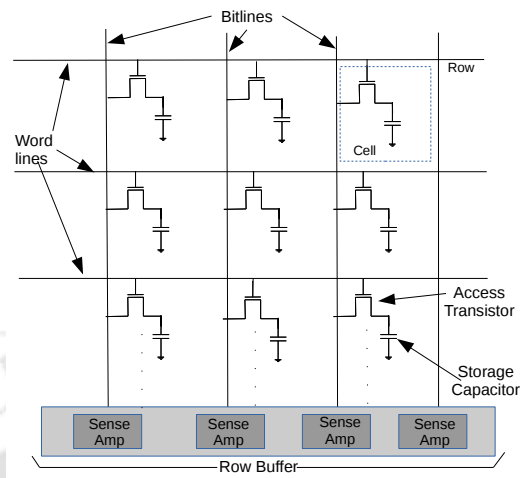 Bitlines
Row
Word
lines
Cell
Access
Transistor
Storage
Capacitor
Sense
Amp
Sense
Amp
Sense
Amp
Sense
Amp
Row Buffer